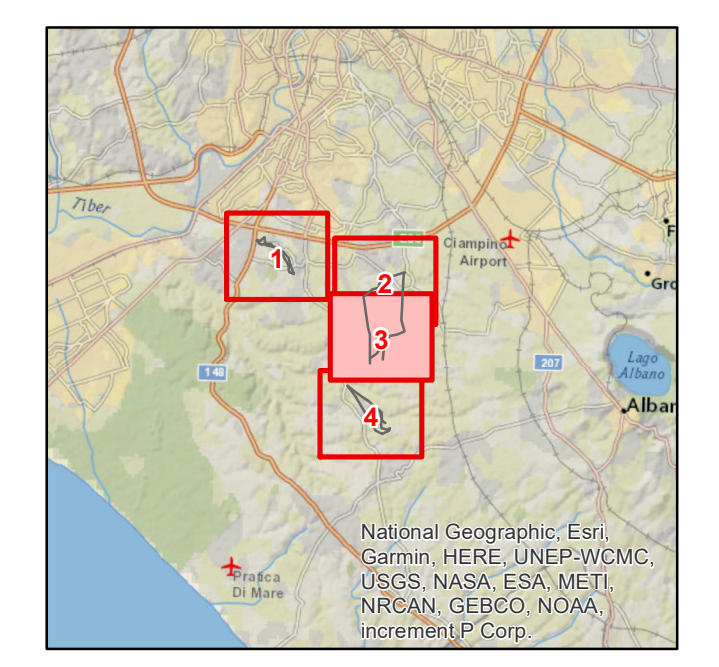 Tiber
1
2
Ciampino
Airport
F
Gro
3
148
207
Lago
Albano
Albar
4
National Geographic, Esri,
Garmin, HERE, UNEP-WCMC,
USGS, NASA, ESA, METI,
NRCAN, GEBCO, NOAA,
increment P Corp.
Pratica
Di Mare